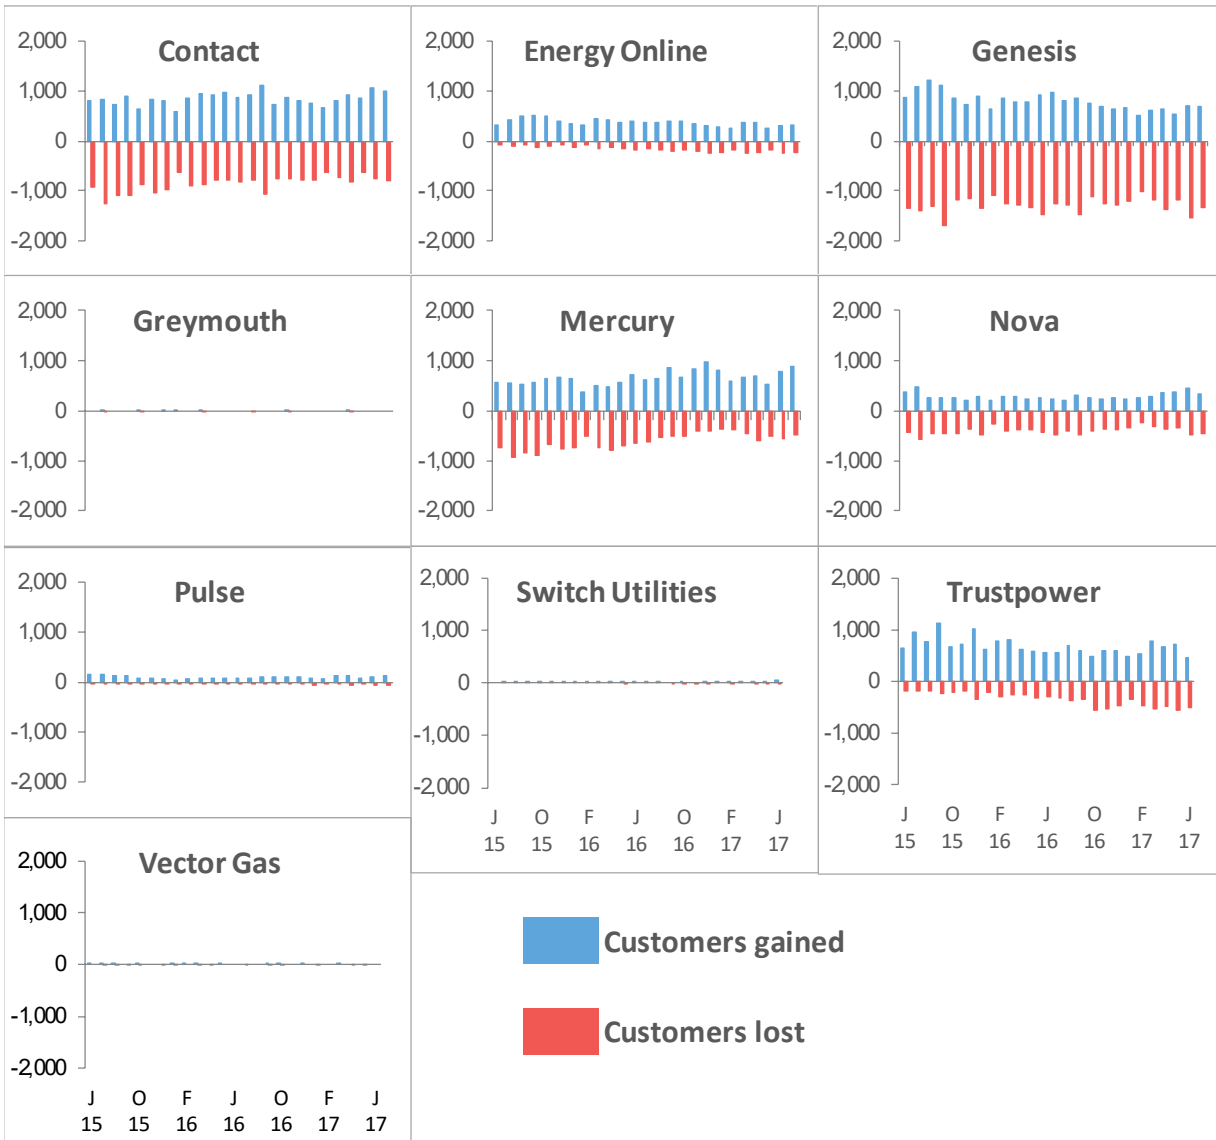 Contact
2,000
1,000
0
-1,000
-2,000
Energy Online
2,000
1,000
0
-1,000
-2,000
Genesis
2,000
1,000
0
-1,000
-2,000
Greymouth
2,000
1,000
0
-1,000
-2,000
Mercury
2,000
1,000
0
-1,000
-2,000
Nova
2,000
1,000
0
-1,000
-2,000
Pulse
2,000
1,000
0
-1,000
-2,000
Switch Utilities
2,000
1,000
0
-1,000
-2,000
J O F J O F J
15 15 16 16 16 17 17
Trustpower
2,000
1,000
0
-1,000
-2,000
J O F J O F J
15 15 16 16 16 17 17
Vector Gas
2,000
1,000
0
-1,000
-2,000
J O F J O F J
15 15 16 16 16 17 17
Customers gained
Customers lost